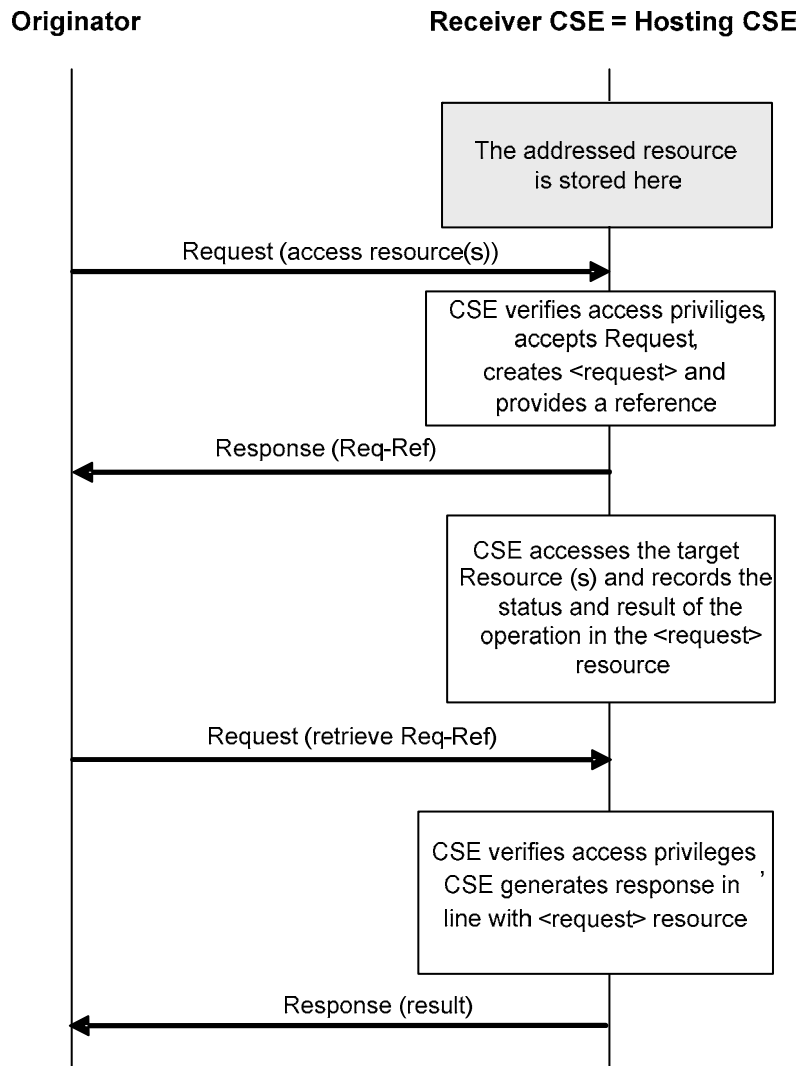 Originator
Receiver CSE = Hosting CSE
The addressed resource
is stored here
Request (access resource(s))
CSE verifies access priviliges,
accepts Request,
creates <request> and
provides a reference
Response (Req-Ref)
CSE accesses the target
Resource (s) and records the
status and result of the
operation in the <request>
resource
Request (retrieve Req-Ref)
CSE verifies access privileges,
CSE generates response in
line with <request> resource
Response (result)